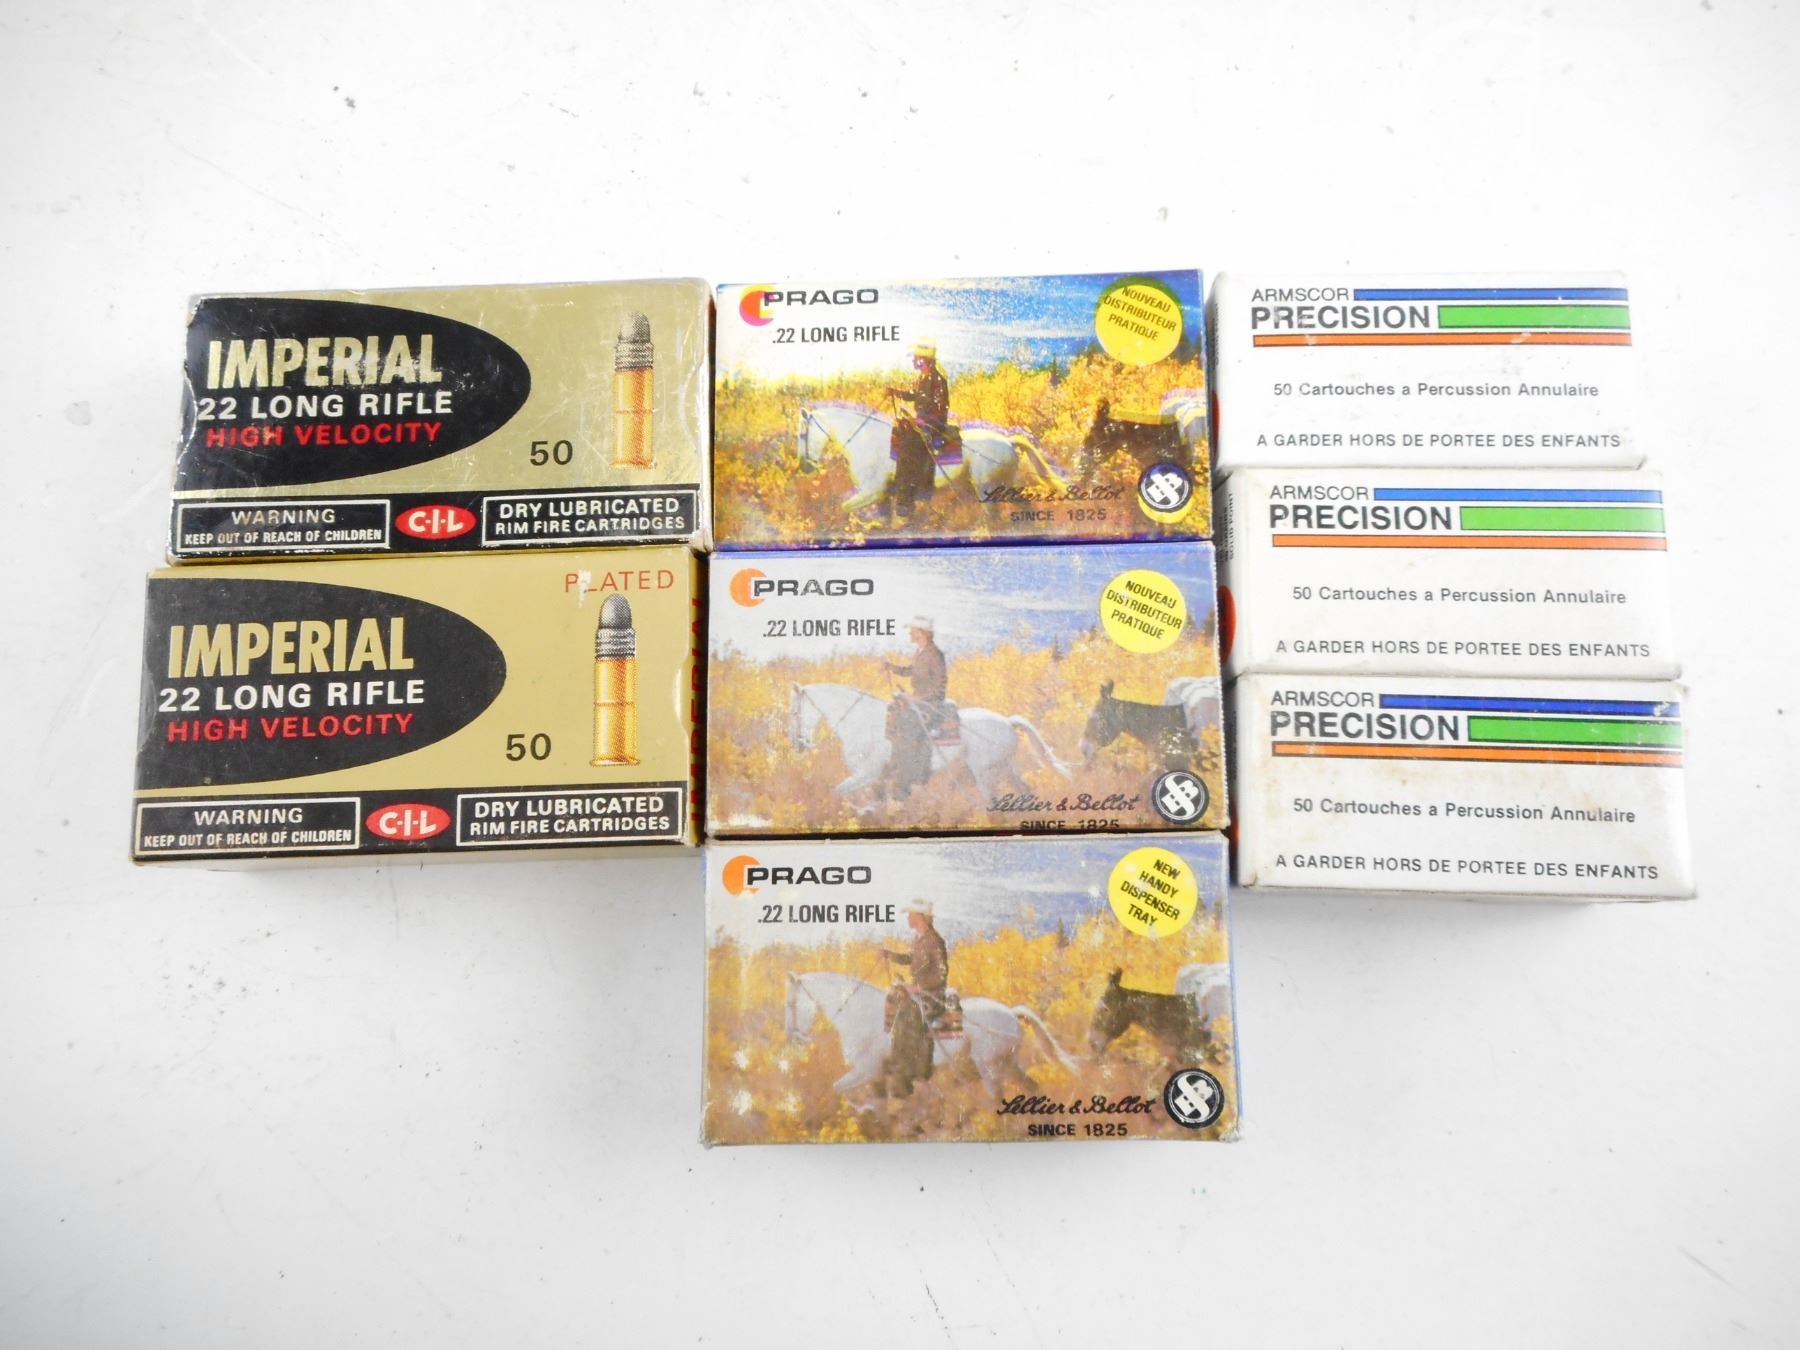 IMPERIAL
22 LONG RIFLE
HIGH VELOCITY
50
WARNING
KEEP OUT OF REACH OF CHILDREN
C-I-L
DRY LUBRICATED
RIM FIRE CARTRIDGES
PLATED
IMPERIAL
22 LONG RIFLE
HIGH VELOCITY
50
WARNING
KEEP OUT OF REACH OF CHILDREN
C-I-L
DRY LUBRICATED
RIM FIRE CARTRIDGES
IMPERIAL
PRAGO
.22 LONG RIFLE
NOUVEAU
DISTRIBUTEUR
PRATIQUE
Sellier & Bellot
SINCE 1825
PRAGO
.22 LONG RIFLE
NOUVEAU
DISTRIBUTEUR
PRATIQUE
Sellier & Bellot
SINCE 1825
PRAGO
.22 LONG RIFLE
NEW
HANDY
DISPENSER
TRAY
Sellier & Bellot
SINCE 1825
ARMSCOR
PRECISION
50 Cartouches a Percussion Annulaire
A GARDER HORS DE PORTEE DES ENFANTS
ARMSCOR
PRECISION
50 Cartouches a Percussion Annulaire
A GARDER HORS DE PORTEE DES ENFANTS
ARMSCOR
PRECISION
50 Cartouches a Percussion Annulaire
A GARDER HORS DE PORTEE DES ENFANTS